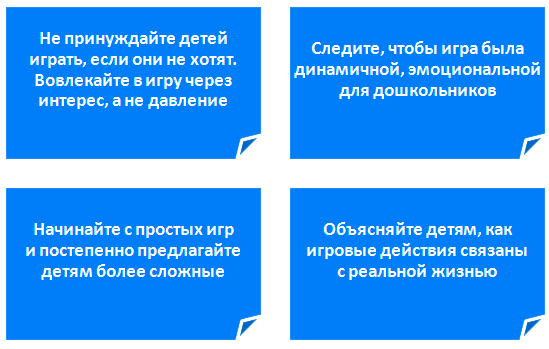 Не принуждайте детей
играть, если они не хотят.
Вовлекайте в игру через
интерес, а не давление
Следите, чтобы игра была
динамичной, эмоциональной
для дошкольников
Начинайте с простых игр
и постепенно предлагайте
детям более сложные
Объясняйте детям, как
игровые действия связаны
с реальной жизнью